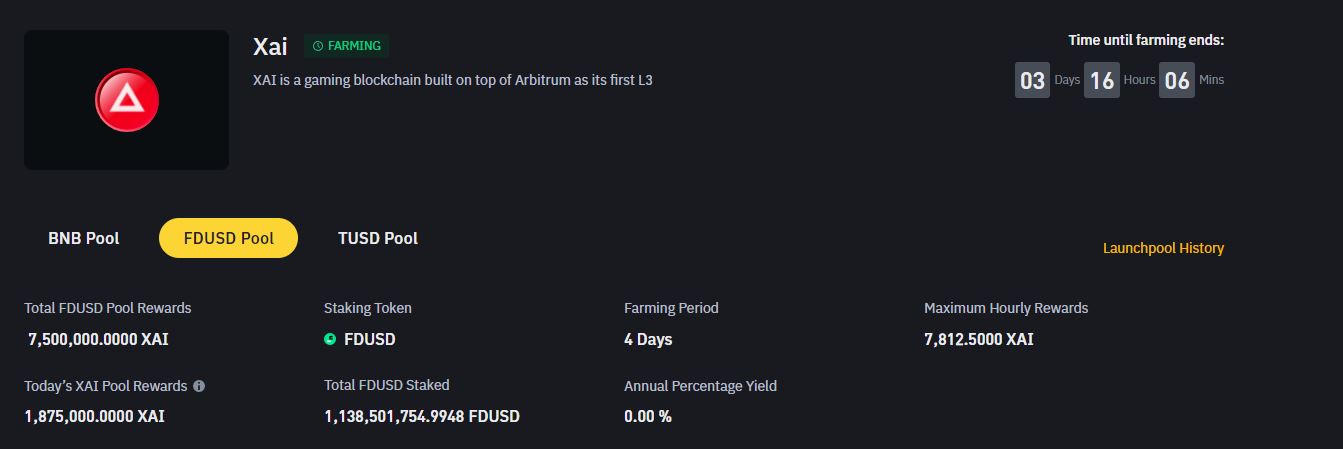 Xai
FARMING
XAI is a gaming blockchain built on top of Arbitrum as its first L3
Time until farming ends:
03 Days 16 Hours 06 Mins
BNB Pool FDUSD Pool TUSD Pool
Launchpool History
Total FDUSD Pool Rewards
7,500,000.0000 XAI
Staking Token
FDUSD
Farming Period
4 Days
Maximum Hourly Rewards
7,812.5000 XAI
Today's XAI Pool Rewards
1,875,000.0000 XAI
Total FDUSD Staked
1,138,501,754.9948 FDUSD
Annual Percentage Yield
0.00 %